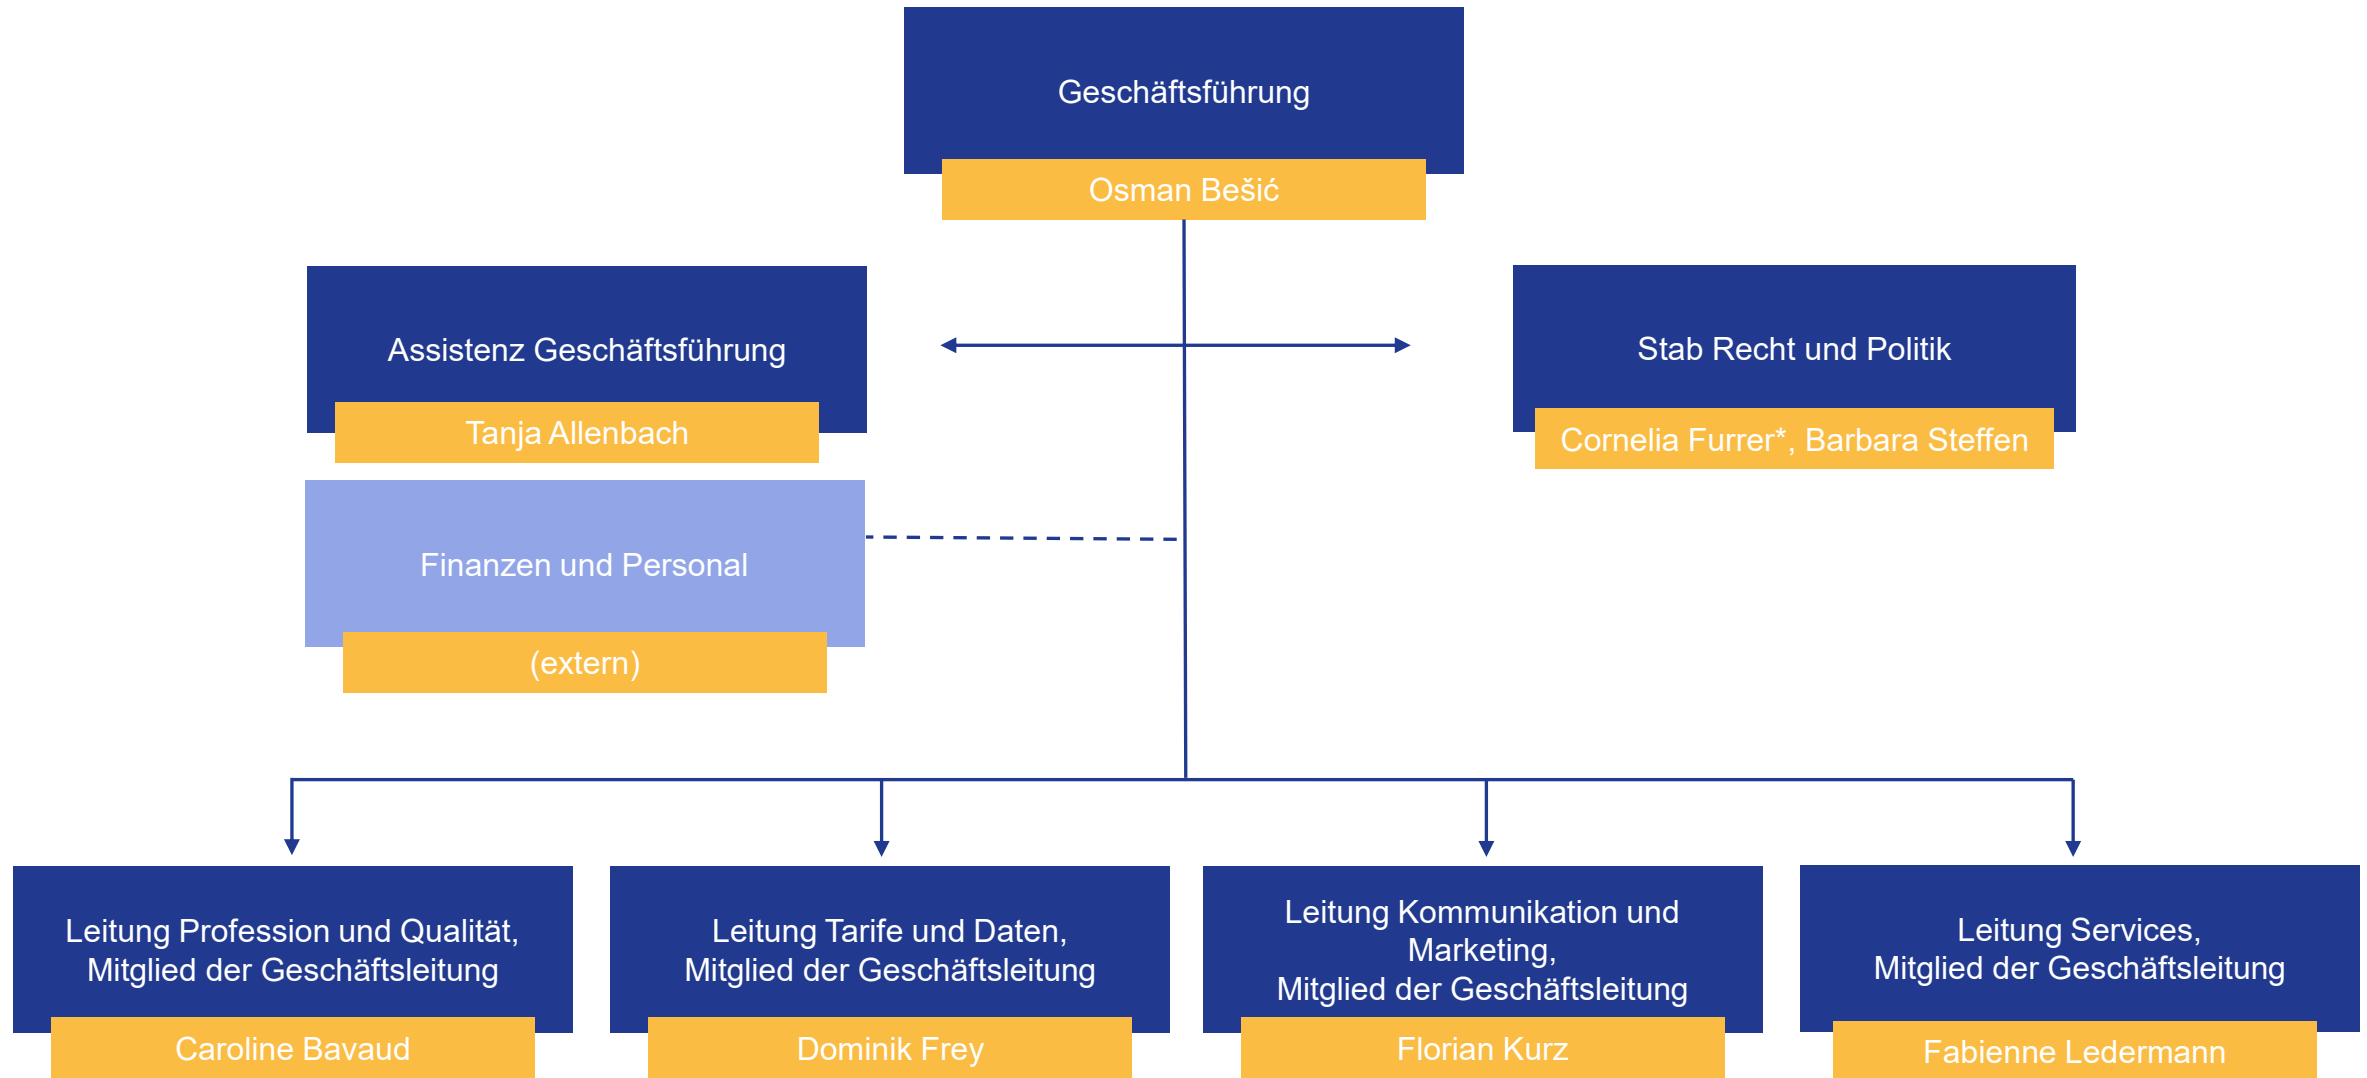 Geschäftsführung
Osman Bešić
Assistenz Geschäftsführung
Tanja Allenbach
Stab Recht und Politik
Cornelia Furrer*, Barbara Steffen
Finanzen und Personal
(extern)
Leitung Profession und Qualität,
Mitglied der Geschäftsleitung
Caroline Bavaud
Leitung Tarife und Daten,
Mitglied der Geschäftsleitung
Dominik Frey
Leitung Kommunikation und
Marketing,
Mitglied der Geschäftsleitung
Florian Kurz
Leitung Services,
Mitglied der Geschäftsleitung
Fabienne Ledermann